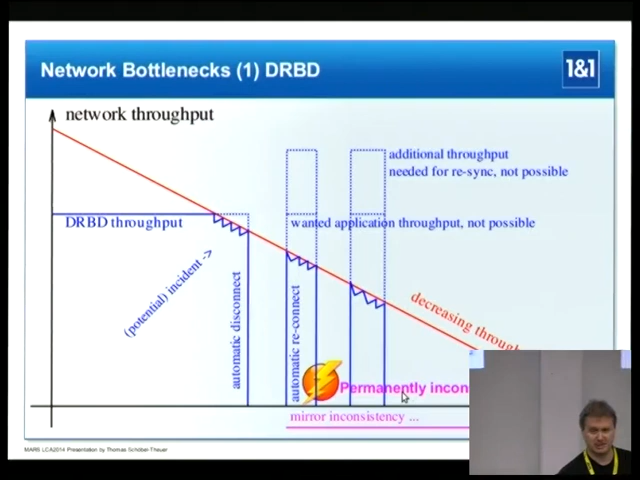 Network Bottlenecks (1) DRBD
1&1
network throughput
additional throughput
needed for re-sync, not possible
DRBD throughput
wanted application throughput, not possible
(potential) incident ->
automatic disconnect
automatic re-connect
decreasing
Permanently
mirror inconsistency ...
MARS LCA2014 Presentation by Thomas Schöbel-Theuer